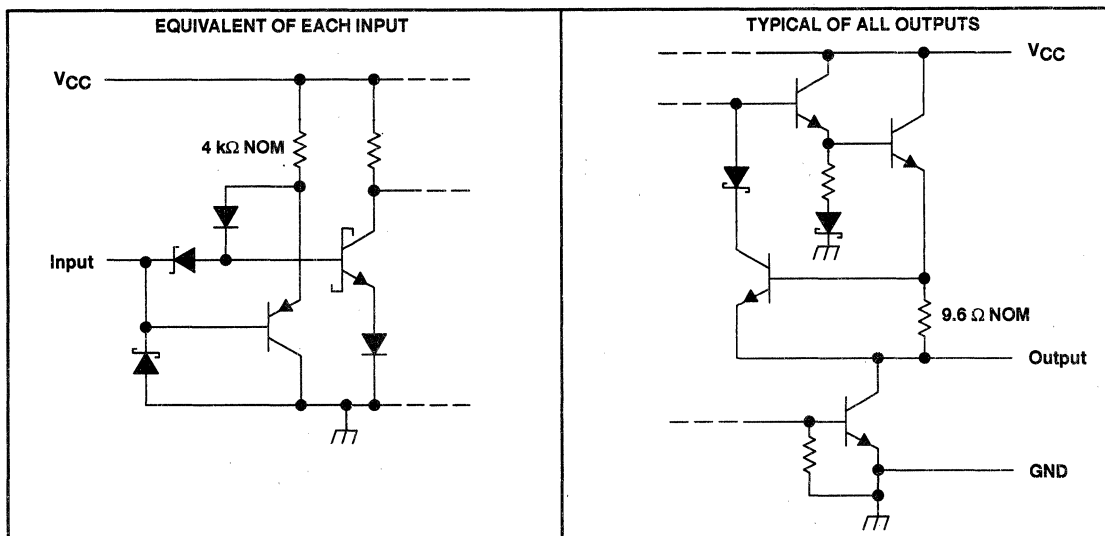 EQUIVALENT OF EACH INPUT
VCC
4 kΩ NOM
Input
TYPICAL OF ALL OUTPUTS
VCC
9.6 Ω NOM
Output
GND